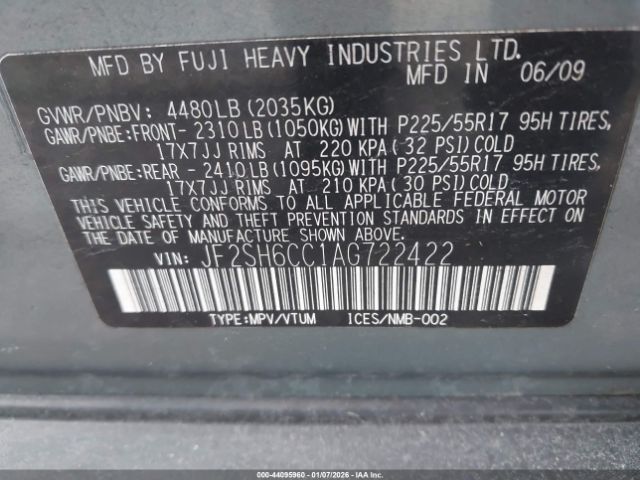 MFD BY FUJI HEAVY INDUSTRIES LTD.
MFD IN 06/09
GVWR/PNBV: 4480LB(2035KG)
GAWR/PNBE:FRONT- 2310LB(1050KG)WITH P225/55R17 95H TIRES,
17X7JJ RIMS AT 220 KPA(32 PSI)COLD
GAWR/PNBE:REAR - 2410LB(1095KG)WITH P225/55R17 95H TIRES,
17X7JJ RIMS AT 210 KPA(30 PSI)COLD
THIS VEHICLE CONFORMS TO ALL APPLICABLE FEDERAL MOTOR
VEHICLE SAFETY AND THEFT PREVENTION STANDARDS IN EFFECT ON
THE DATE OF MANUFACTURE SHOWN ABOVE.
VIN: JF2SH6CC1AG722422
TYPE:MPV/VTUM ICES/NMB-002
000-44095960 - 01/07/2026 - IAAI.COM